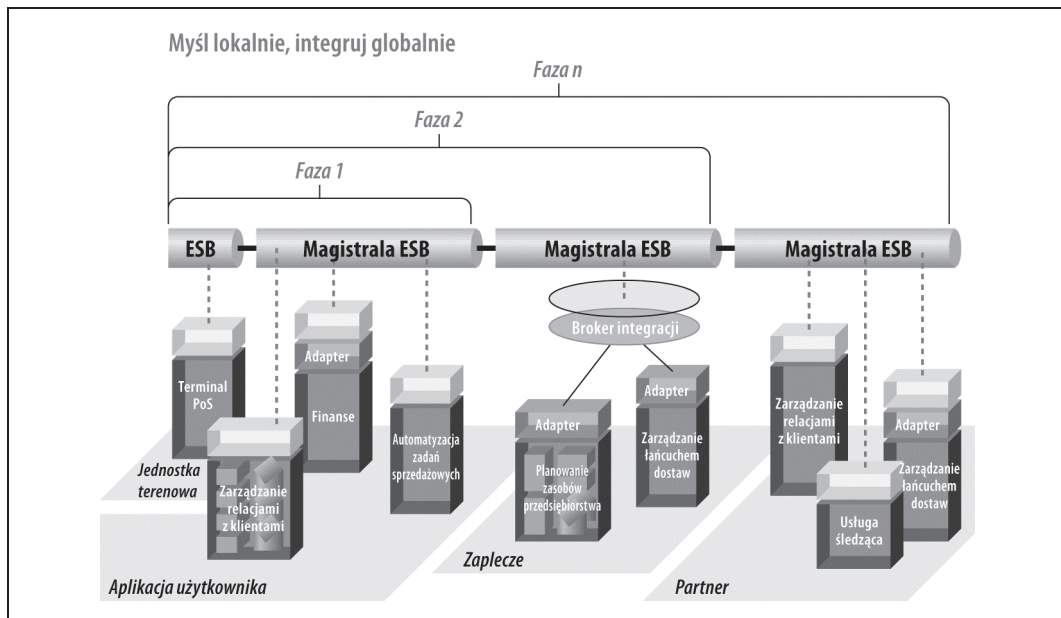 Myśl lokalnie, integruj globalnie
Faza n
Faza 2
Faza 1
ESB
Magistrala ESB
Magistrala ESB
Magistrala ESB
Terminal
PoS
Adapter
Finanse
Zarządzanie
relacjami
z klientami
Automatyzacja
zadań
sprzedażowych
Broker integracji
Adapter
Planowanie
zasobów
przedsiębiorstwa
Adapter
Zarządzanie
łańcuchem
dostaw
Zarządzanie
relacjami
z klientami
Usługa
śledząca
Adapter
Zarządzanie
łańcuchem
dostaw
Jednostka
terenowa
Aplikacja użytkownika
Zaplecze
Partner